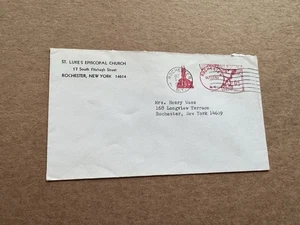 ST. LUKE'S EPISCOPAL CHURCH
17 South Fitzhugh Street
ROCHESTER, NEW YORK 14614
Mrs. Henry Hass
168 Longview Terrace
Rochester, New York 14609